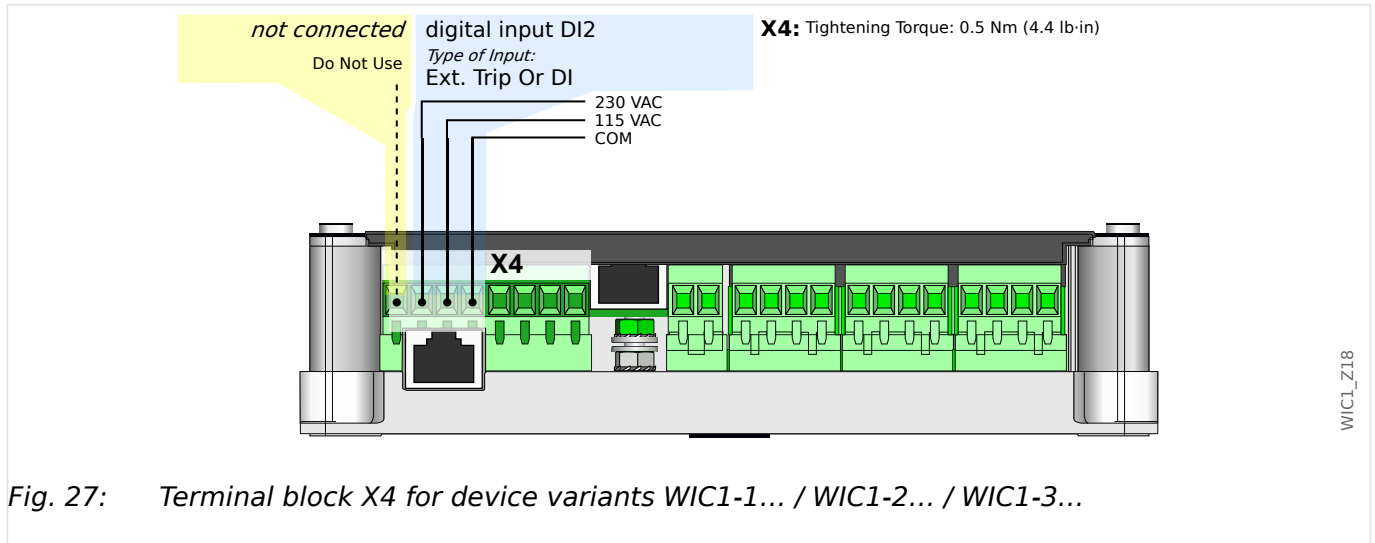 not connected
Do Not Use
digital input DI2
Type of Input:
Ext. Trip Or DI
230 VAC
115 VAC
COM
X4: Tightening Torque: 0.5 Nm (4.4 lb·in)
X4
WIC1_Z18
Fig. 27: Terminal block X4 for device variants WIC1-1... / WIC1-2... / WIC1-3...